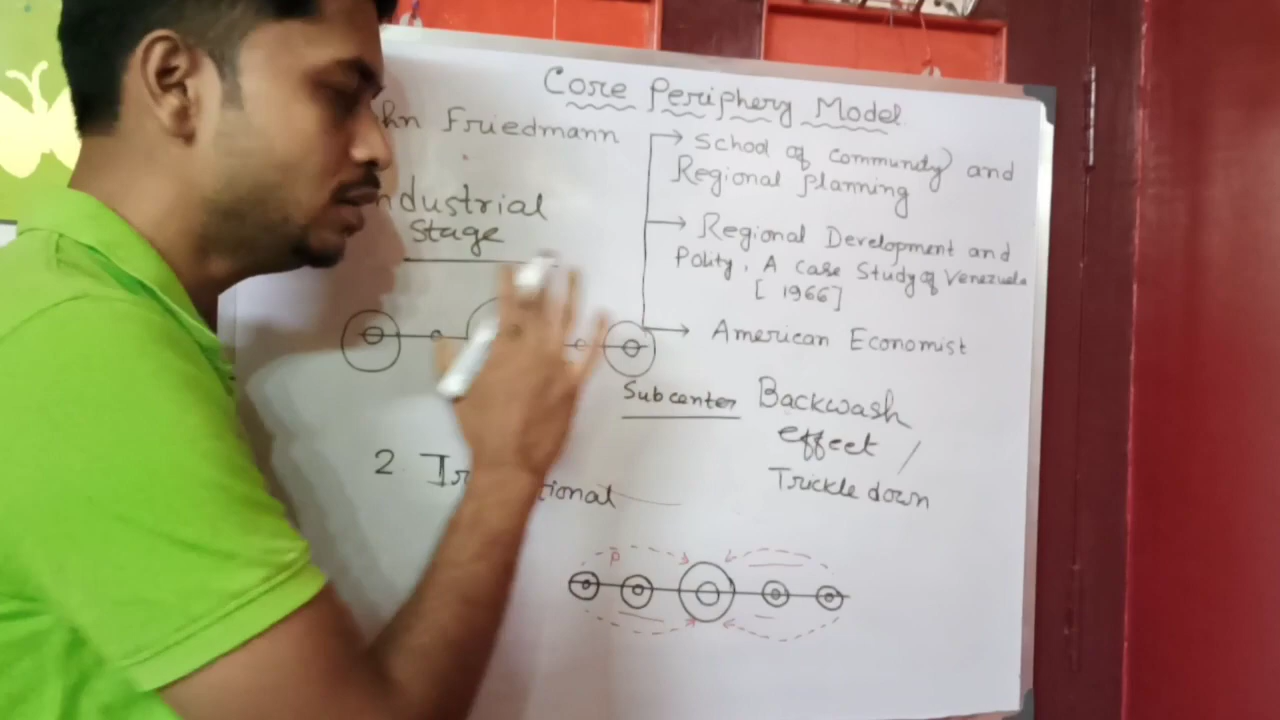 Core Periphery Model
hn Friedmann
School of Community and
Regional planning
ndustrial
Stage
Regional Development and
Polity, A Case Study of Venezuela
[ 1966]
American Economist
Subcenter
Backwash
effect /
Trickle down
2. tional
P